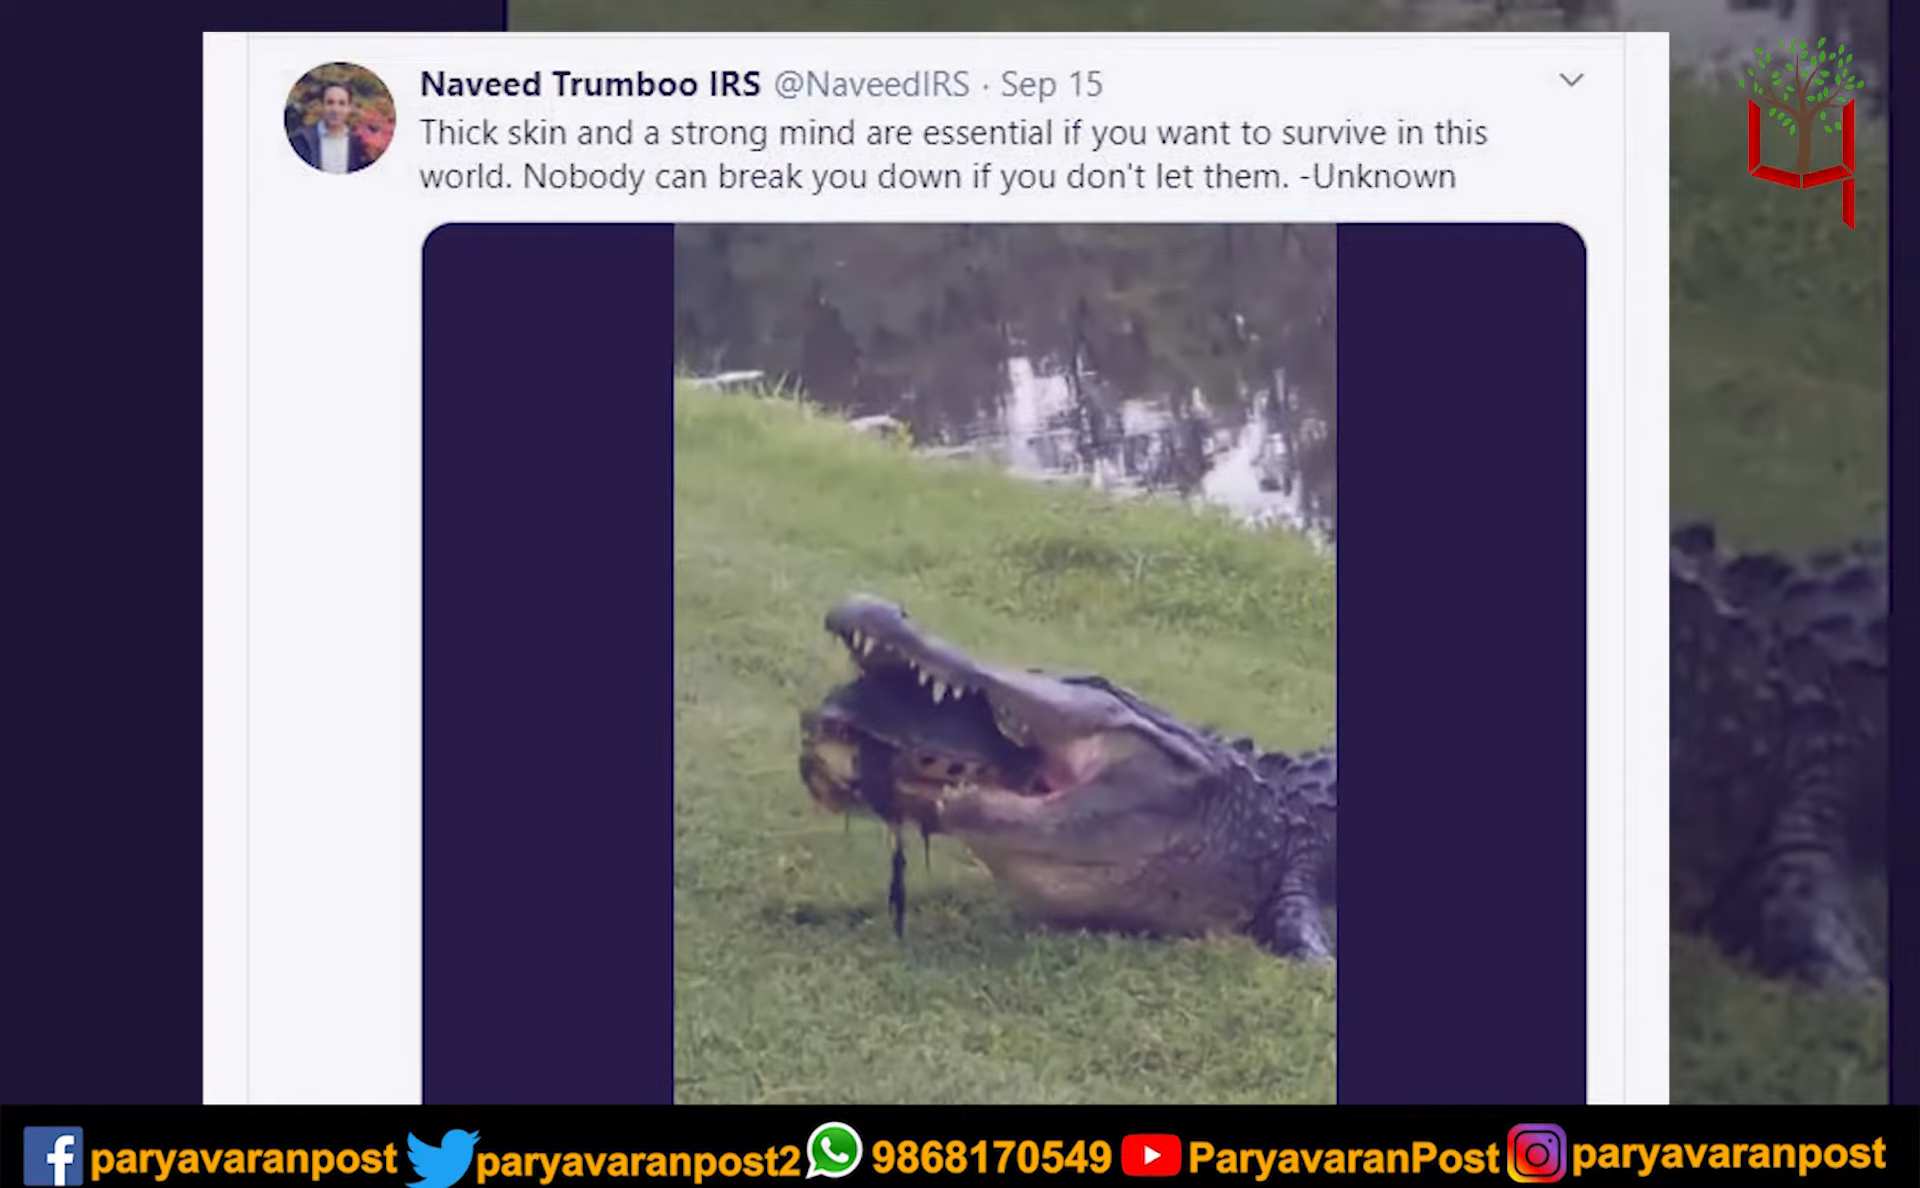 Naveed Trumboo IRS @NaveedIRS · Sep 15
Thick skin and a strong mind are essential if you want to survive in this
world. Nobody can break you down if you don't let them. -Unknown
paryavaranpost paryavaranpost2 9868170549 ParyavaranPost paryavaranpost